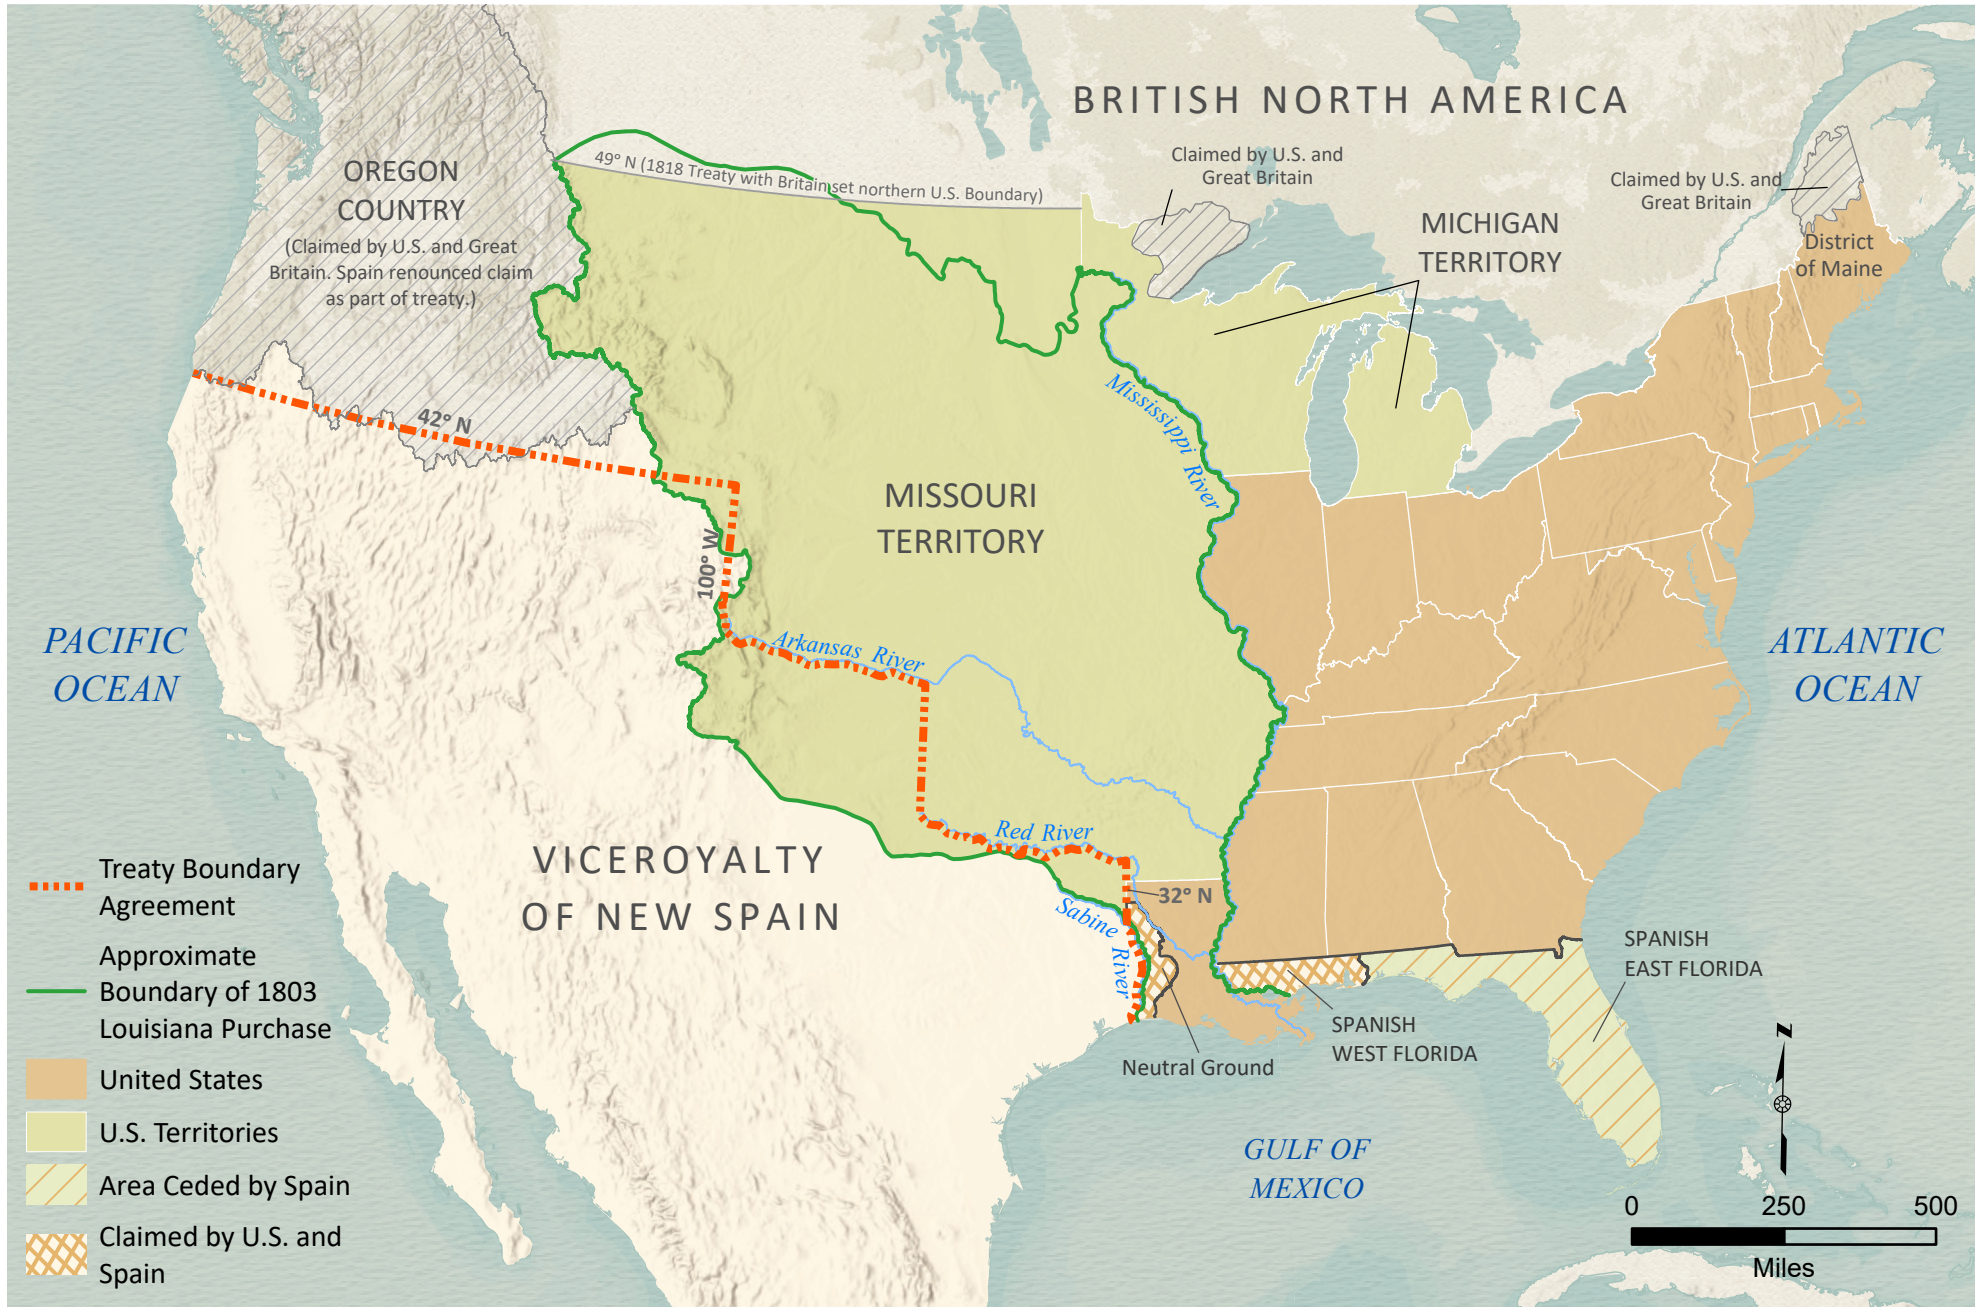 BRITISH NORTH AMERICA
Claimed by U.S. and
Great Britain
Claimed by U.S. and
Great Britain
49° N (1818 Treaty with Britain set northern U.S. Boundary)
OREGON
COUNTRY
(Claimed by U.S. and Great
Britain. Spain renounced claim
as part of treaty.)
MICHIGAN
TERRITORY
District
of Maine
42° N
Mississippi River
MISSOURI
TERRITORY
100° W
PACIFIC
OCEAN
Arkansas River
ATLANTIC
OCEAN
Red River
VICEROYALTY
OF NEW SPAIN
32° N
Sabine River
SPANISH
EAST FLORIDA
SPANISH
WEST FLORIDA
Neutral Ground
GULF OF
MEXICO
Treaty Boundary
Agreement
Approximate
Boundary of 1803
Louisiana Purchase
United States
U.S. Territories
Area Ceded by Spain
Claimed by U.S. and
Spain
N
0 250 500
Miles